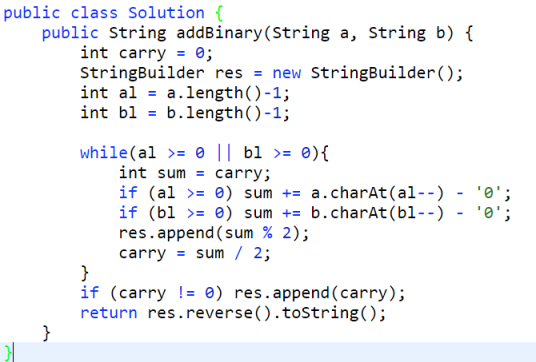 public class Solution {
    public String addBinary(String a, String b) {
        int carry = 0;
        StringBuilder res = new StringBuilder();
        int al = a.length()-1;
        int bl = b.length()-1;

        while(al >= 0 || bl >= 0){
            int sum = carry;
            if (al >= 0) sum += a.charAt(al--) - '0';
            if (bl >= 0) sum += b.charAt(bl--) - '0';
            res.append(sum % 2);
            carry = sum / 2;
        }
        if (carry != 0) res.append(carry);
        return res.reverse().toString();
    }
}